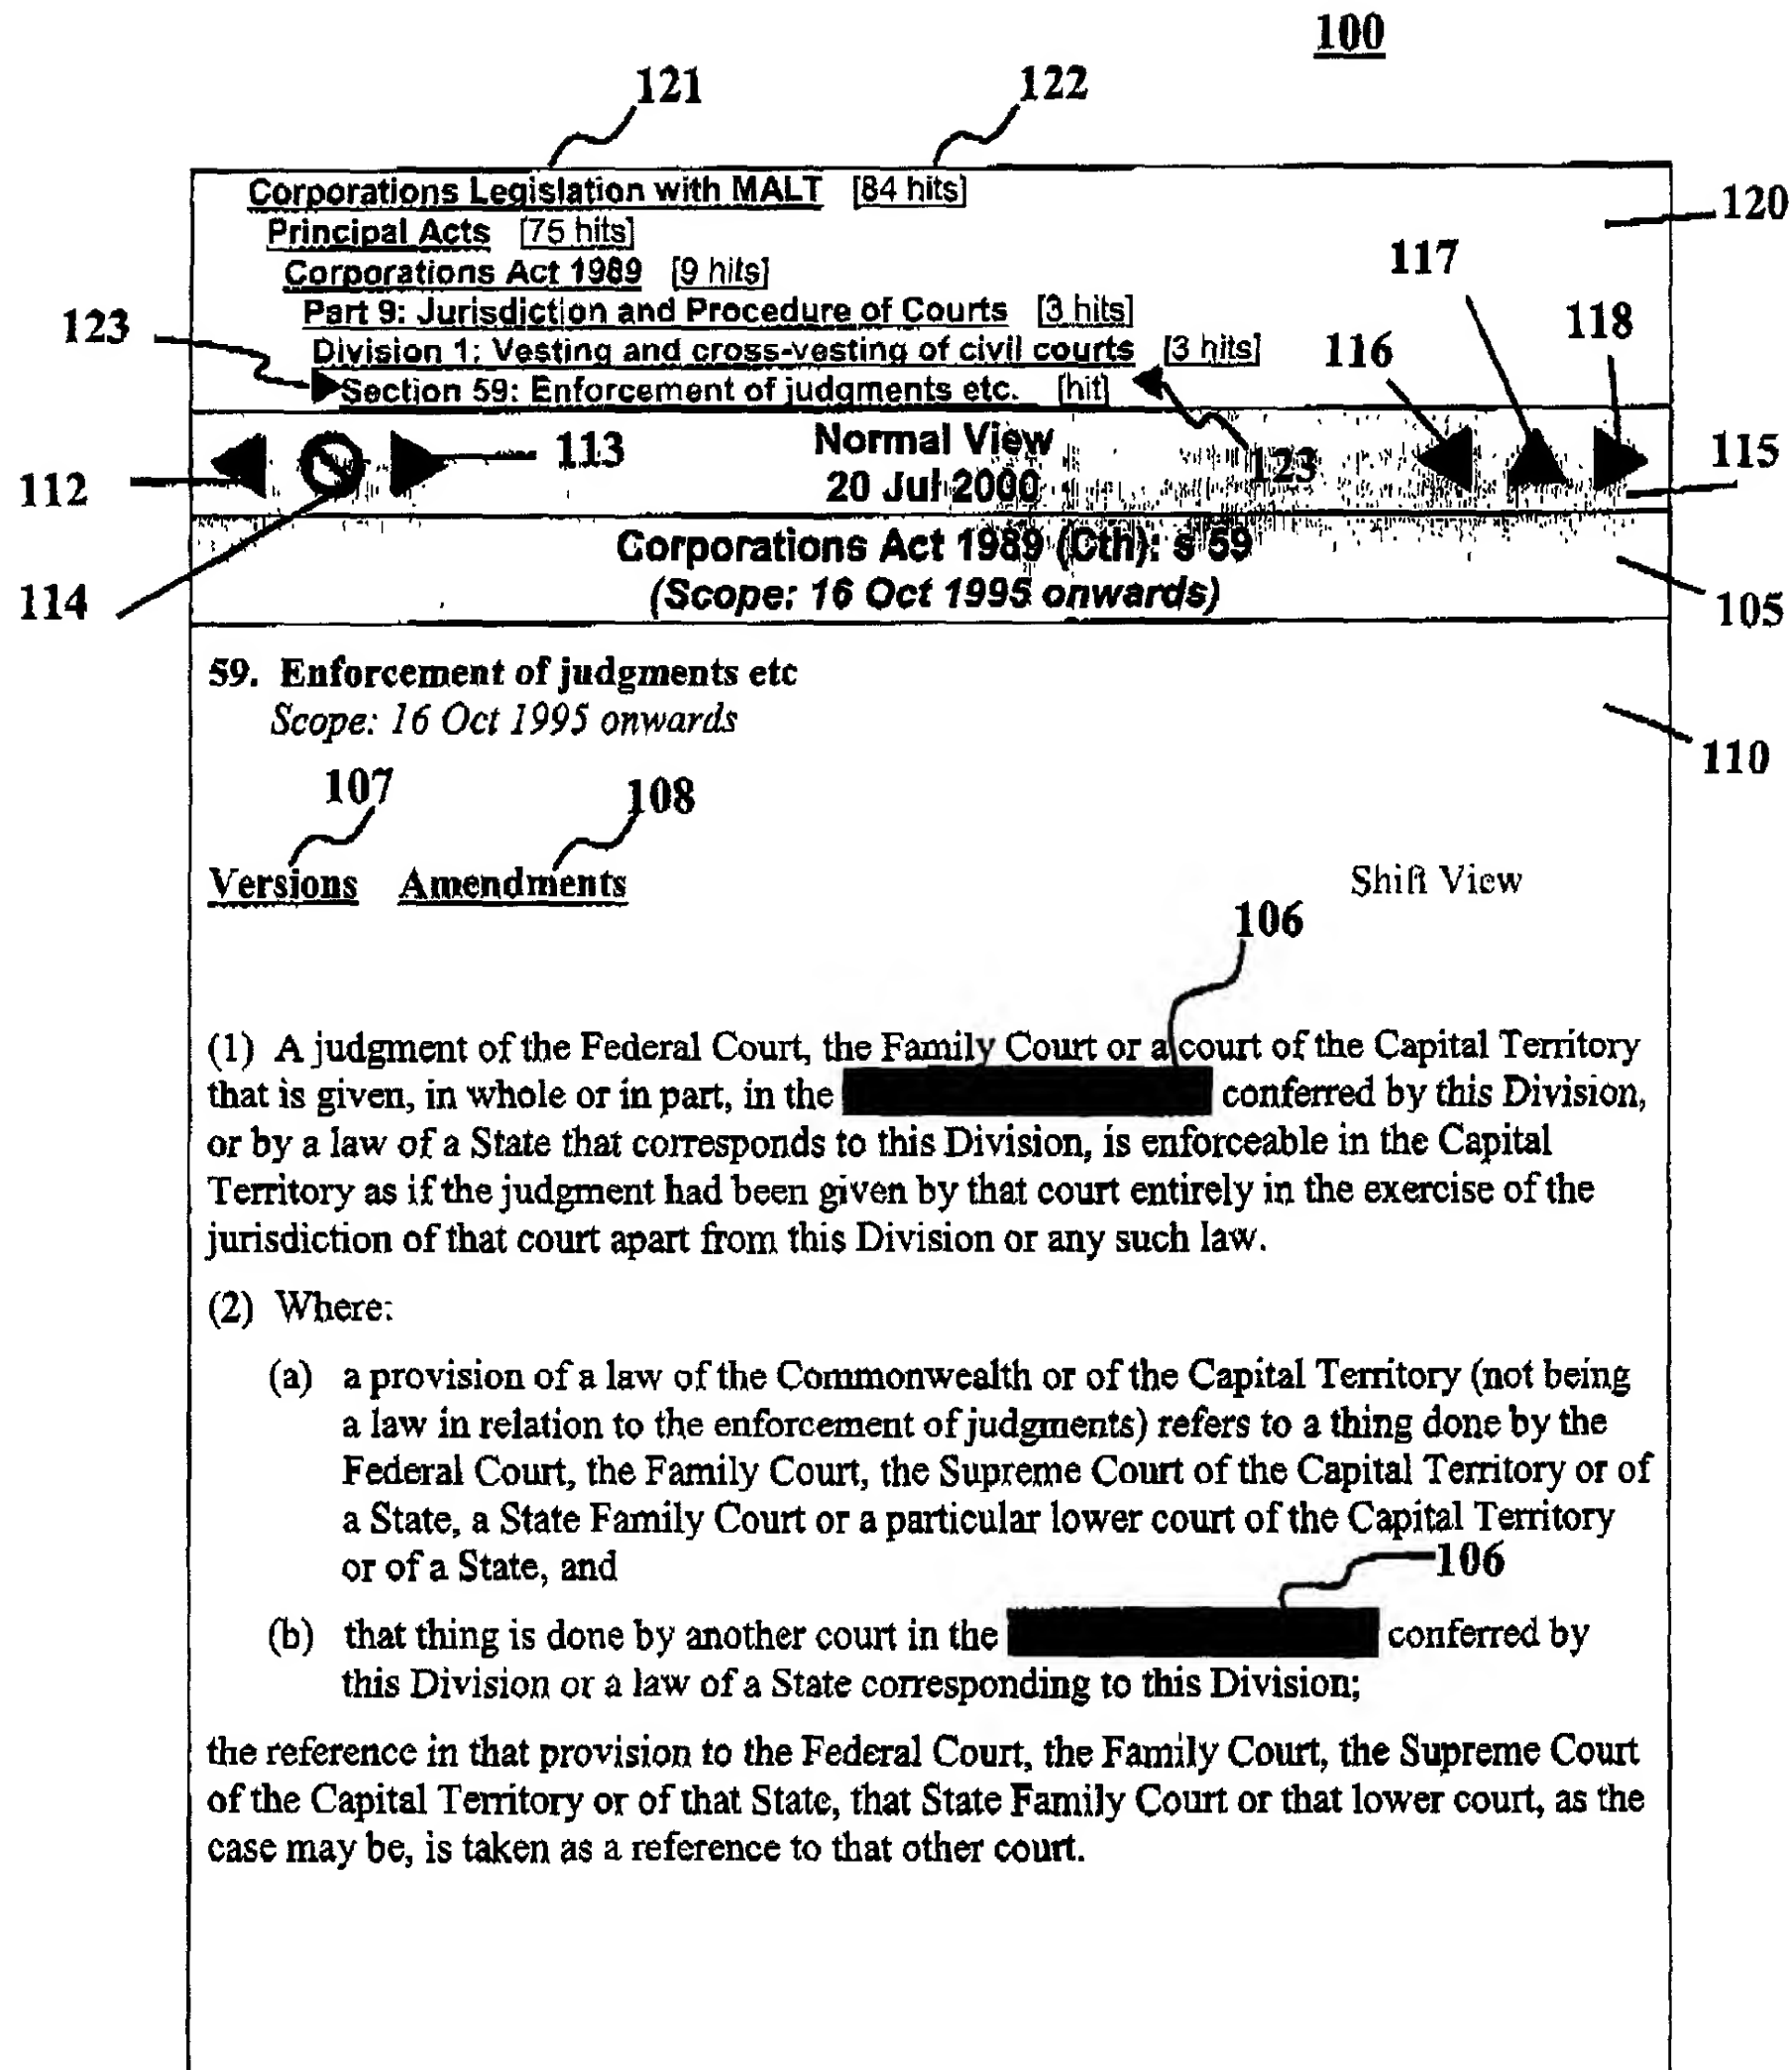 100
121 122
Corporations Legislation with MALT [84 hits]
120
Principal Acts [75 hits]
117
Corporations Act 1989 [9 hits]
Part 9: Jurisdiction and Procedure of Courts [3 hits]
123 118
Division 1: Vesting and cross-vesting of civil courts [3 hits]
116
Section 59: Enforcement of judgments etc. [hit]
113 Normal View 115
112 20 Jul 2000 123
Corporations Act 1989 (Cth): s 59
114 (Scope: 16 Oct 1995 onwards) 105
59. Enforcement of judgments etc
Scope: 16 Oct 1995 onwards
110
107 108
Versions Amendments Shift View
106
(1) A judgment of the Federal Court, the Family Court or a court of the Capital Territory
that is given, in whole or in part, in the conferred by this Division,
or by a law of a State that corresponds to this Division, is enforceable in the Capital
Territory as if the judgment had been given by that court entirely in the exercise of the
jurisdiction of that court apart from this Division or any such law.
(2) Where:
(a) a provision of a law of the Commonwealth or of the Capital Territory (not being
a law in relation to the enforcement of judgments) refers to a thing done by the
Federal Court, the Family Court, the Supreme Court of the Capital Territory or of
a State, a State Family Court or a particular lower court of the Capital Territory
or of a State, and
106
(b) that thing is done by another court in the conferred by
this Division or a law of a State corresponding to this Division;
the reference in that provision to the Federal Court, the Family Court, the Supreme Court
of the Capital Territory or of that State, that State Family Court or that lower court, as the
case may be, is taken as a reference to that other court.